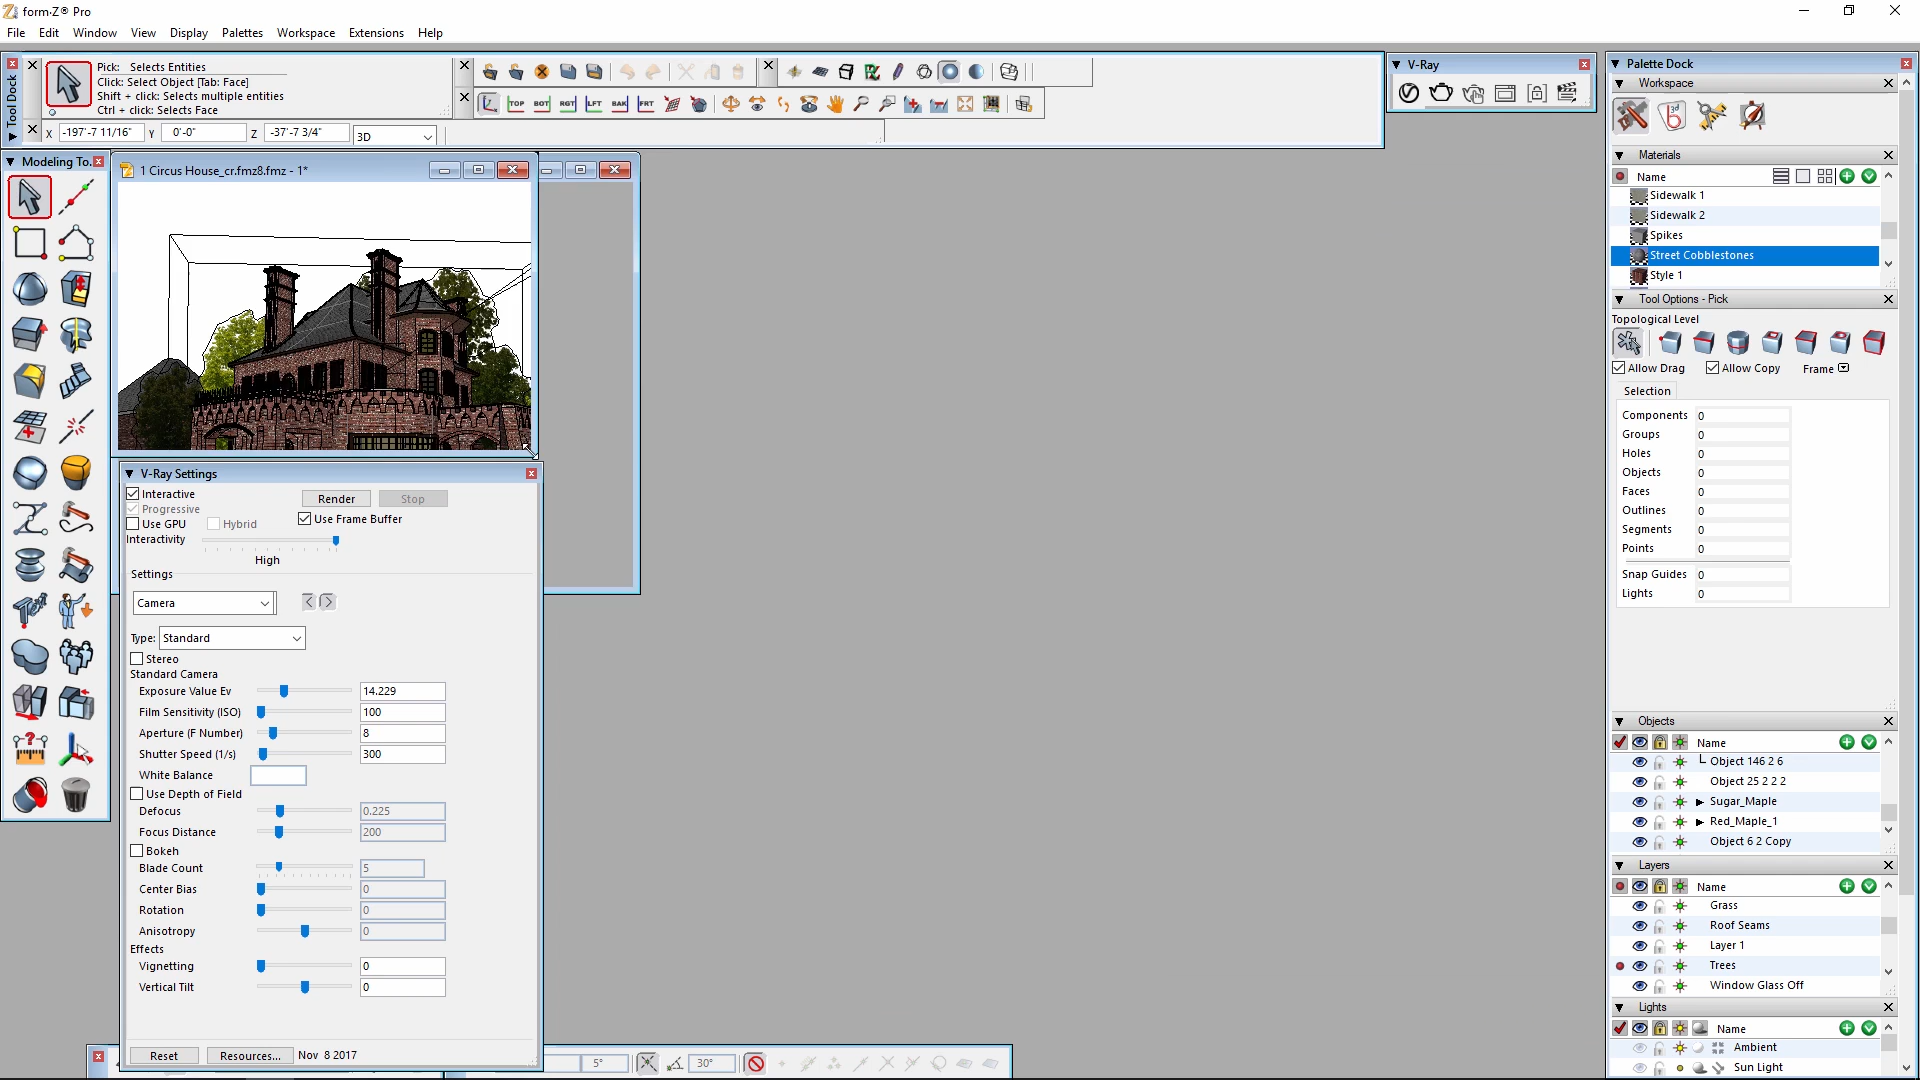 form·Z® Pro
File Edit Window View Display Palettes Workspace Extensions Help
Tool Dock
Pick: Selects Entities
Click: Select Object [Tab: Face]
Shift + click: Selects multiple entities
Ctrl + click: Selects Face
X -197'-7 11/16" Y 0'-0" Z -37'-7 3/4" 3D
TOP BOT RGT LFT BAK FRT
V-Ray
Modeling To..
1 Circus House_cr.fmz8.fmz - 1*
V-Ray Settings
Interactive
Render Stop
Progressive
Use GPU Hybrid
Use Frame Buffer
Interactivity
High
Settings
Camera
Type: Standard
Stereo
Standard Camera
Exposure Value Ev 14.229
Film Sensitivity (ISO) 100
Aperture (F Number) 8
Shutter Speed (1/s) 300
White Balance
Use Depth of Field
Defocus 0.225
Focus Distance 200
Bokeh
Blade Count 5
Center Bias 0
Rotation 0
Anisotropy 0
Effects
Vignetting 0
Vertical Tilt 0
Reset Resources... Nov 8 2017
5° 30°
Palette Dock
Workspace
Materials
Name
Sidewalk 1
Sidewalk 2
Spikes
Street Cobblestones
Style 1
Tool Options - Pick
Topological Level
Allow Drag Allow Copy Frame
Selection
Components 0
Groups 0
Holes 0
Objects 0
Faces 0
Outlines 0
Segments 0
Points 0
Snap Guides 0
Lights 0
Objects
Name
Object 146 2 6
Object 25 2 2 2
Sugar_Maple
Red_Maple_1
Object 6 2 Copy
Layers
Name
Grass
Roof Seams
Layer 1
Trees
Window Glass Off
Lights
Name
Ambient
Sun Light